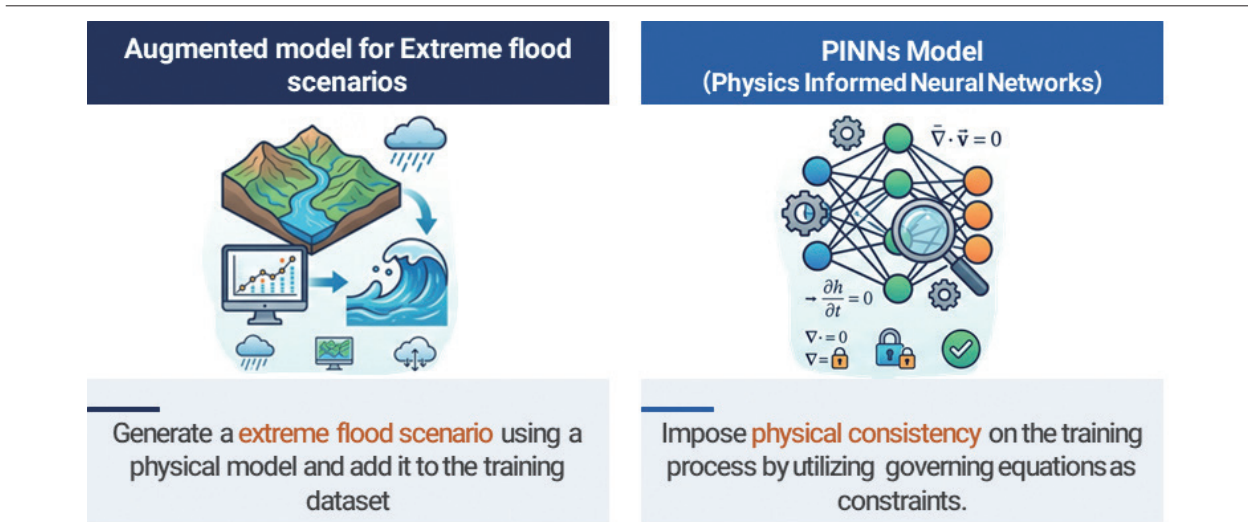 Augmented model for Extreme flood
scenarios
Generate a extreme flood scenario using a
physical model and add it to the training
dataset
PINNs Model
(Physics Informed Neural Networks)
∇̄ · v⃗ = 0
→ ∂h/∂t = 0
∇· = 0
∇=
Impose physical consistency on the training
process by utilizing governing equations as
constraints.